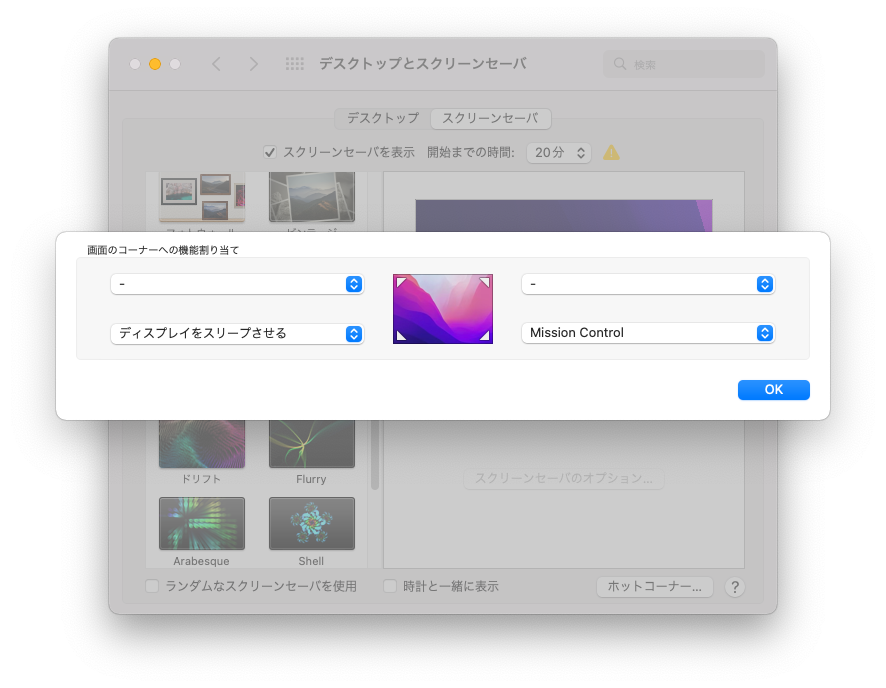 デスクトップとスクリーンセーバ
検索
デスクトップ
スクリーンセーバ
スクリーンセーバを表示 開始までの時間: 20分
画面のコーナーへの機能割り当て
-
-
ディスプレイをスリープさせる
Mission Control
OK
スクリーンセーバのオプション...
ドリフト
Flurry
Arabesque
Shell
ランダムなスクリーンセーバを使用
時計と一緒に表示
ホットコーナー...
?